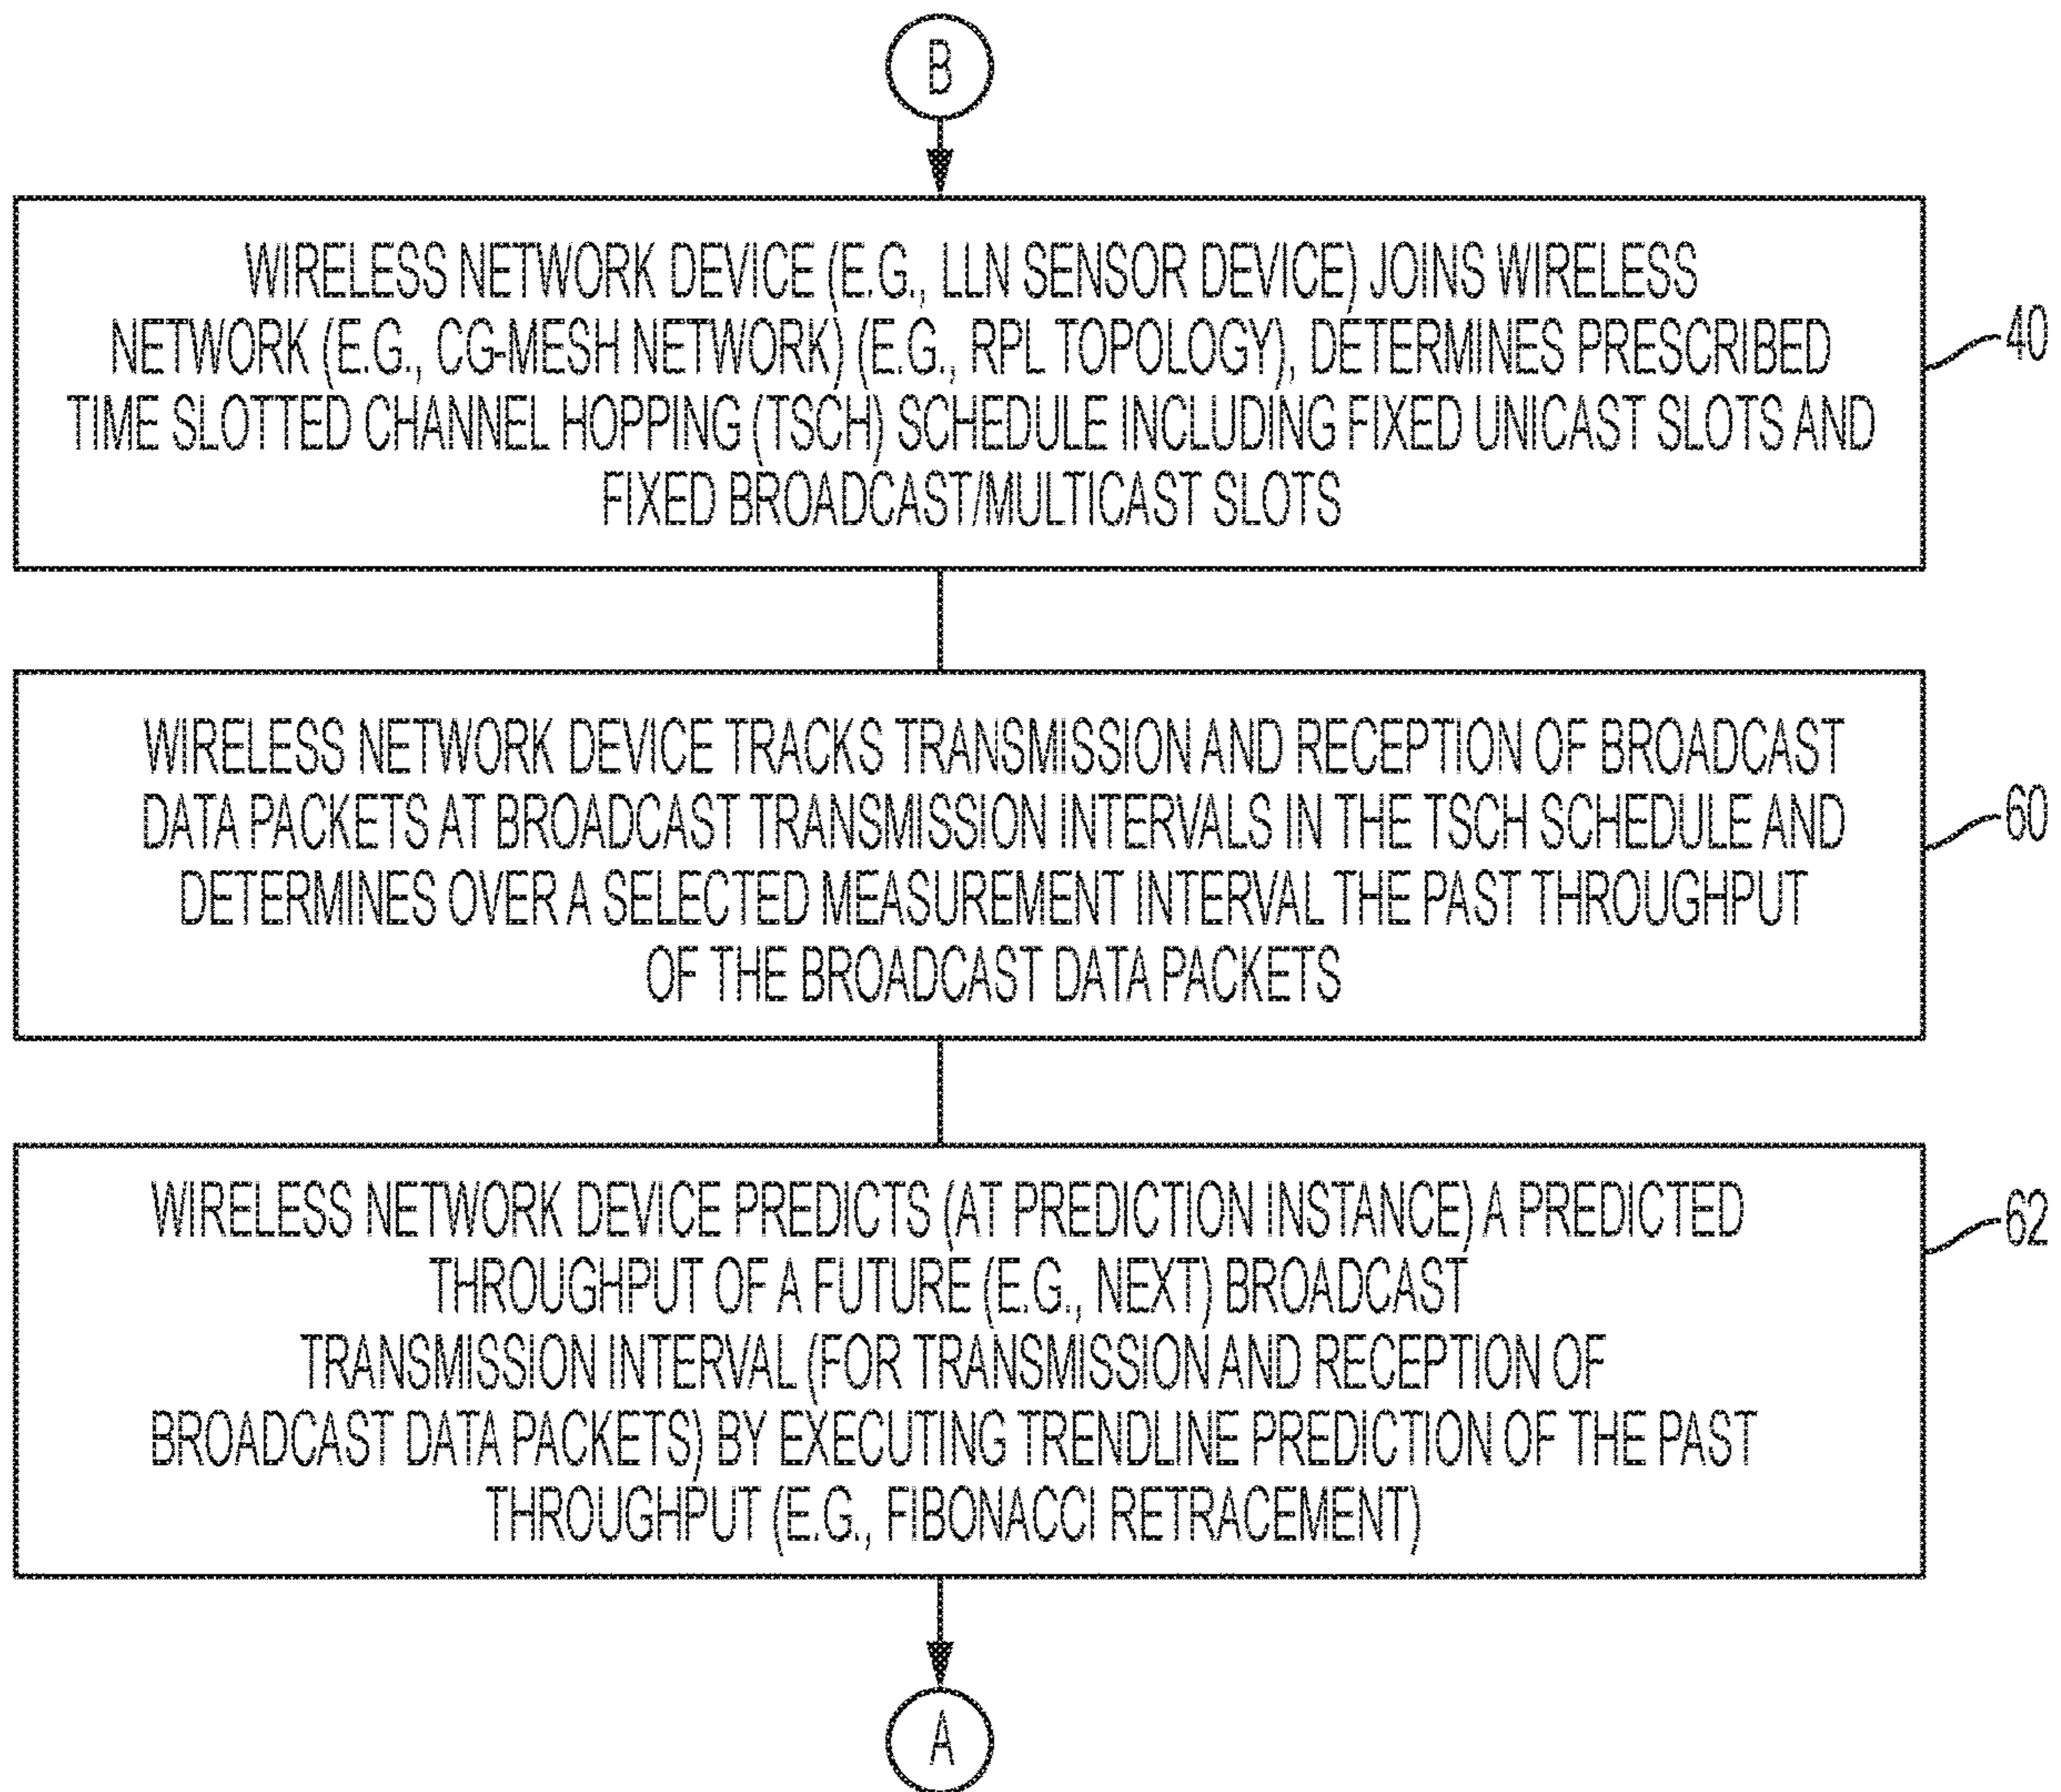 B
WIRELESS NETWORK DEVICE (E.G., LLN SENSOR DEVICE) JOINS WIRELESS
NETWORK (E.G., CG-MESH NETWORK) (E.G., RPL TOPOLOGY), DETERMINES PRESCRIBED
TIME SLOTTED CHANNEL HOPPING (TSCH) SCHEDULE INCLUDING FIXED UNICAST SLOTS AND
FIXED BROADCAST/MULTICAST SLOTS
40
WIRELESS NETWORK DEVICE TRACKS TRANSMISSION AND RECEPTION OF BROADCAST
DATA PACKETS AT BROADCAST TRANSMISSION INTERVALS IN THE TSCH SCHEDULE AND
DETERMINES OVER A SELECTED MEASUREMENT INTERVAL THE PAST THROUGHPUT
OF THE BROADCAST DATA PACKETS
60
WIRELESS NETWORK DEVICE PREDICTS (AT PREDICTION INSTANCE) A PREDICTED
THROUGHPUT OF A FUTURE (E.G., NEXT) BROADCAST
TRANSMISSION INTERVAL (FOR TRANSMISSION AND RECEPTION OF
BROADCAST DATA PACKETS) BY EXECUTING TRENDLINE PREDICTION OF THE PAST
THROUGHPUT (E.G., FIBONACCI RETRACEMENT)
62
A